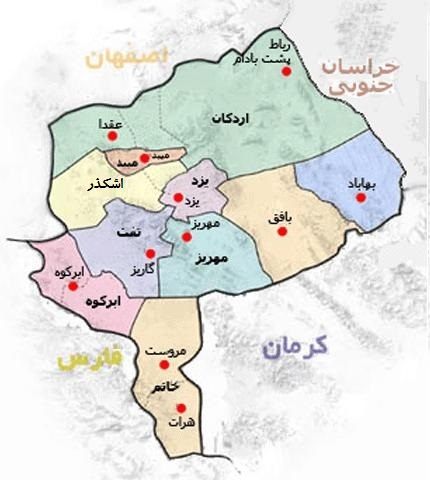 رباط
پشت بادام
اصفهان
خراسان
جنوبی
اردکان
عقدا
میبد
میبد
اشکذر
یزد
یزد
بهاباد
بافق
تفت
مهریز
مهریز
گاریز
ابرکوه
ابرکوه
مروست
خاتم
هرات
فارس
کرمان